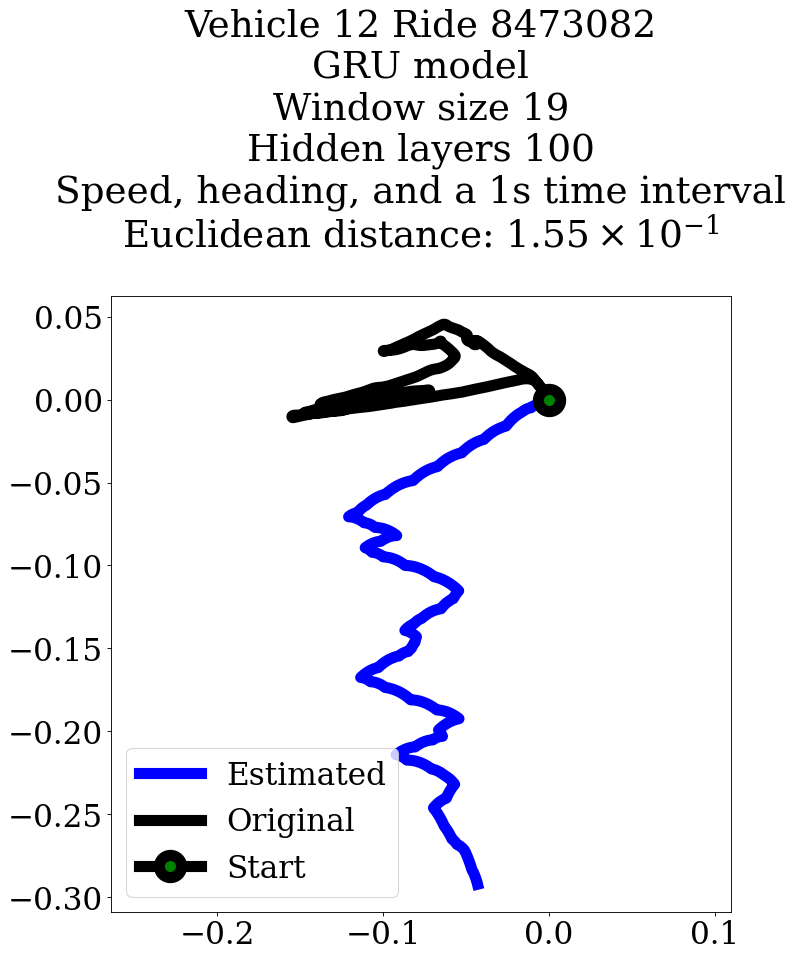 Vehicle 12 Ride 8473082
GRU model
Window size 19
Hidden layers 100
Speed, heading, and a 1s time interval
Euclidean distance: 1.55 × 10⁻¹
0.05
0.00
−0.05
−0.10
−0.15
−0.20
−0.25
−0.30
Estimated
Original
Start
−0.2
−0.1
0.0
0.1